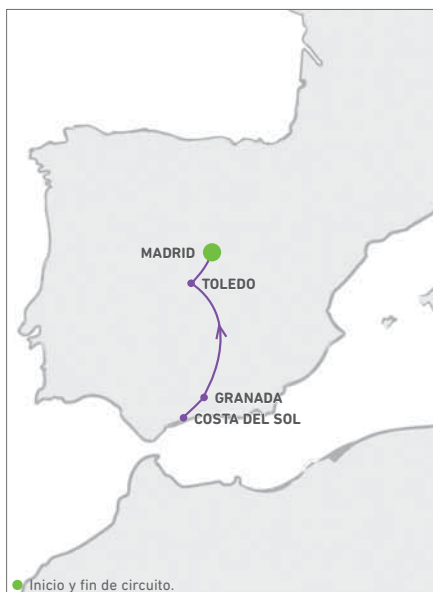 MADRID
TOLEDO
GRANADA
COSTA DEL SOL
Inicio y fin de circuito.